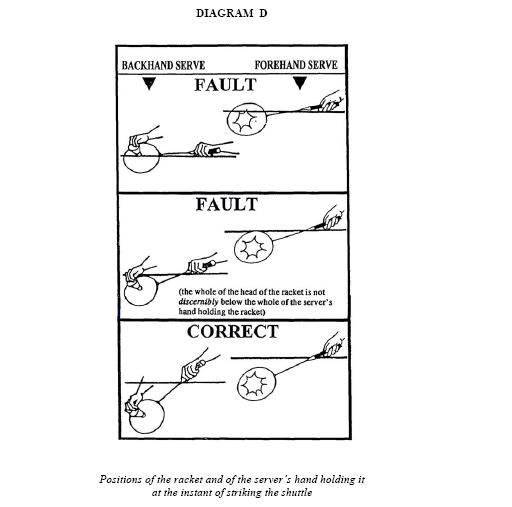 DIAGRAM D
BACKHAND SERVE FOREHAND SERVE
FAULT
FAULT
(the whole of the head of the racket is not
discernibly below the whole of the server's
hand holding the racket)
CORRECT
Positions of the racket and of the server's hand holding it
at the instant of striking the shuttle